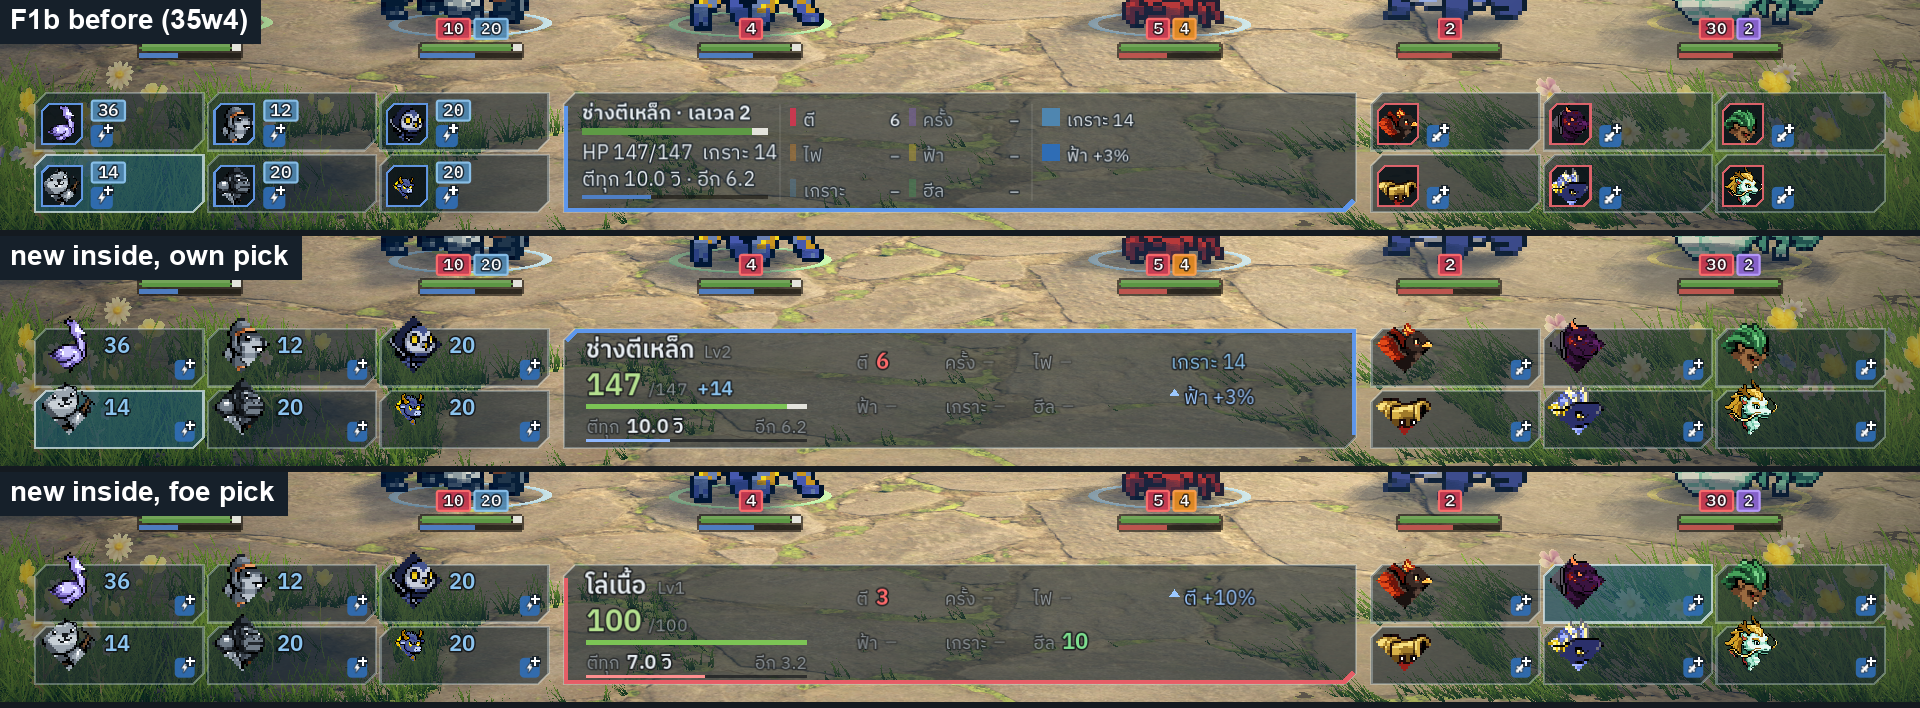 F1b before (35w4)
10 20 4 5 4 2 30 2
36 12 20
14 20 20
ช่างตีเหล็ก · เลเวล 2
HP 147/147 เกราะ 14
ตีทุก 10.0 วิ · อีก 6.2
ตี 6 ครั้ง –
ไฟ – ฟ้า –
เกราะ – ฮีล –
เกราะ 14
ฟ้า +3%
new inside, own pick
10 20 4 5 4 2 30 2
36 12 20
14 20 20
ช่างตีเหล็ก Lv2
147 /147 +14
ตีทุก 10.0 วิ อีก 6.2
ตี 6 ครั้ง – ไฟ –
ฟ้า – เกราะ – ฮีล –
เกราะ 14
ฟ้า +3%
new inside, foe pick
10 20 4 5 4 2 30 2
36 12 20
14 20 20
โล่เนื้อ Lv1
100 /100
ตีทุก 7.0 วิ อีก 3.2
ตี 3 ครั้ง – ไฟ –
ฟ้า – เกราะ – ฮีล 10
ตี +10%